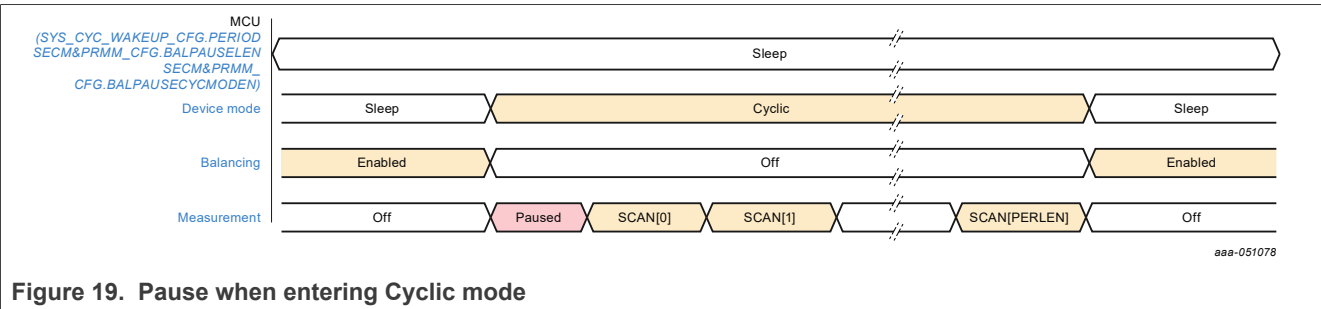 MCU
(SYS_CYC_WAKEUP_CFG.PERIOD
SECM&PRMM_CFG.BALPAUSELEN
SECM&PRMM_
CFG.BALPAUSECYCMODEN)
Sleep
Device mode
Sleep
Cyclic
Sleep
Balancing
Enabled
Off
Enabled
Measurement
Off
Paused
SCAN[0]
SCAN[1]
SCAN[PERLEN]
Off
aaa-051078
Figure 19. Pause when entering Cyclic mode